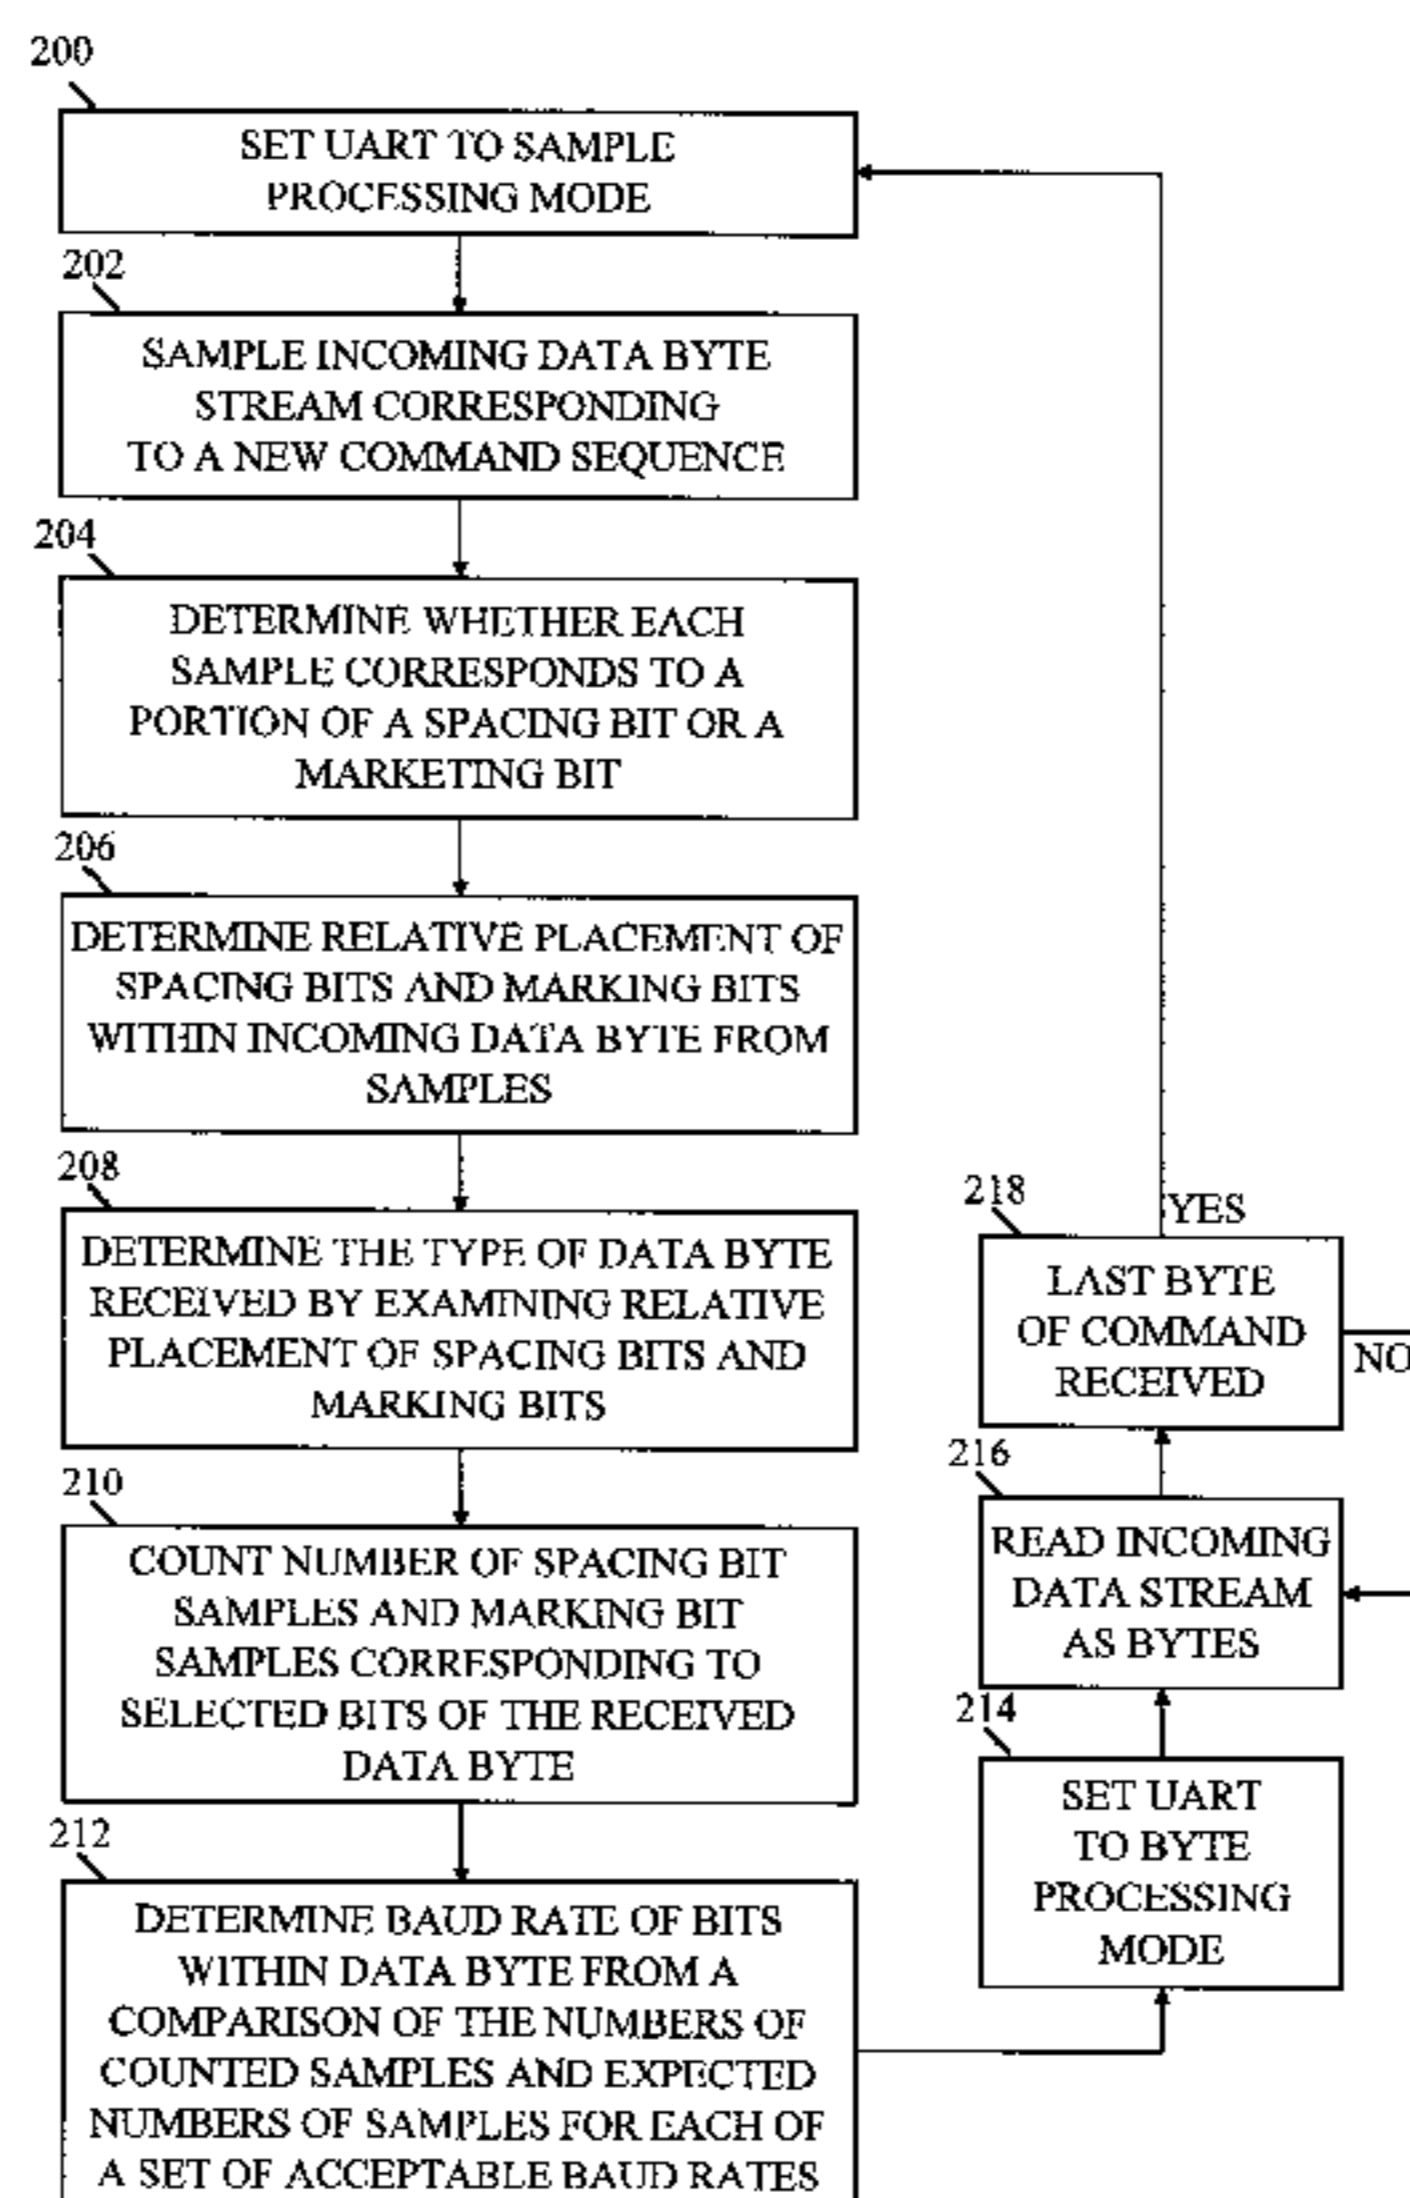 200
SET UART TO SAMPLE
PROCESSING MODE
202
SAMPLE INCOMING DATA BYTE
STREAM CORRESPONDING
TO A NEW COMMAND SEQUENCE
204
DETERMINE WHETHER EACH
SAMPLE CORRESPONDS TO A
PORTION OF A SPACING BIT OR A
MARKETING BIT
206
DETERMINE RELATIVE PLACEMENT OF
SPACING BITS AND MARKING BITS
WITHIN INCOMING DATA BYTE FROM
SAMPLES
208
DETERMINE THE TYPE OF DATA BYTE
RECEIVED BY EXAMINING RELATIVE
PLACEMENT OF SPACING BITS AND
MARKING BITS
210
COUNT NUMBER OF SPACING BIT
SAMPLES AND MARKING BIT
SAMPLES CORRESPONDING TO
SELECTED BITS OF THE RECEIVED
DATA BYTE
212
DETERMINE BAUD RATE OF BITS
WITHIN DATA BYTE FROM A
COMPARISON OF THE NUMBERS OF
COUNTED SAMPLES AND EXPECTED
NUMBERS OF SAMPLES FOR EACH OF
A SET OF ACCEPTABLE BAUD RATES
218
YES
LAST BYTE
OF COMMAND
RECEIVED
NO
216
READ INCOMING
DATA STREAM
AS BYTES
214
SET UART
TO BYTE
PROCESSING
MODE